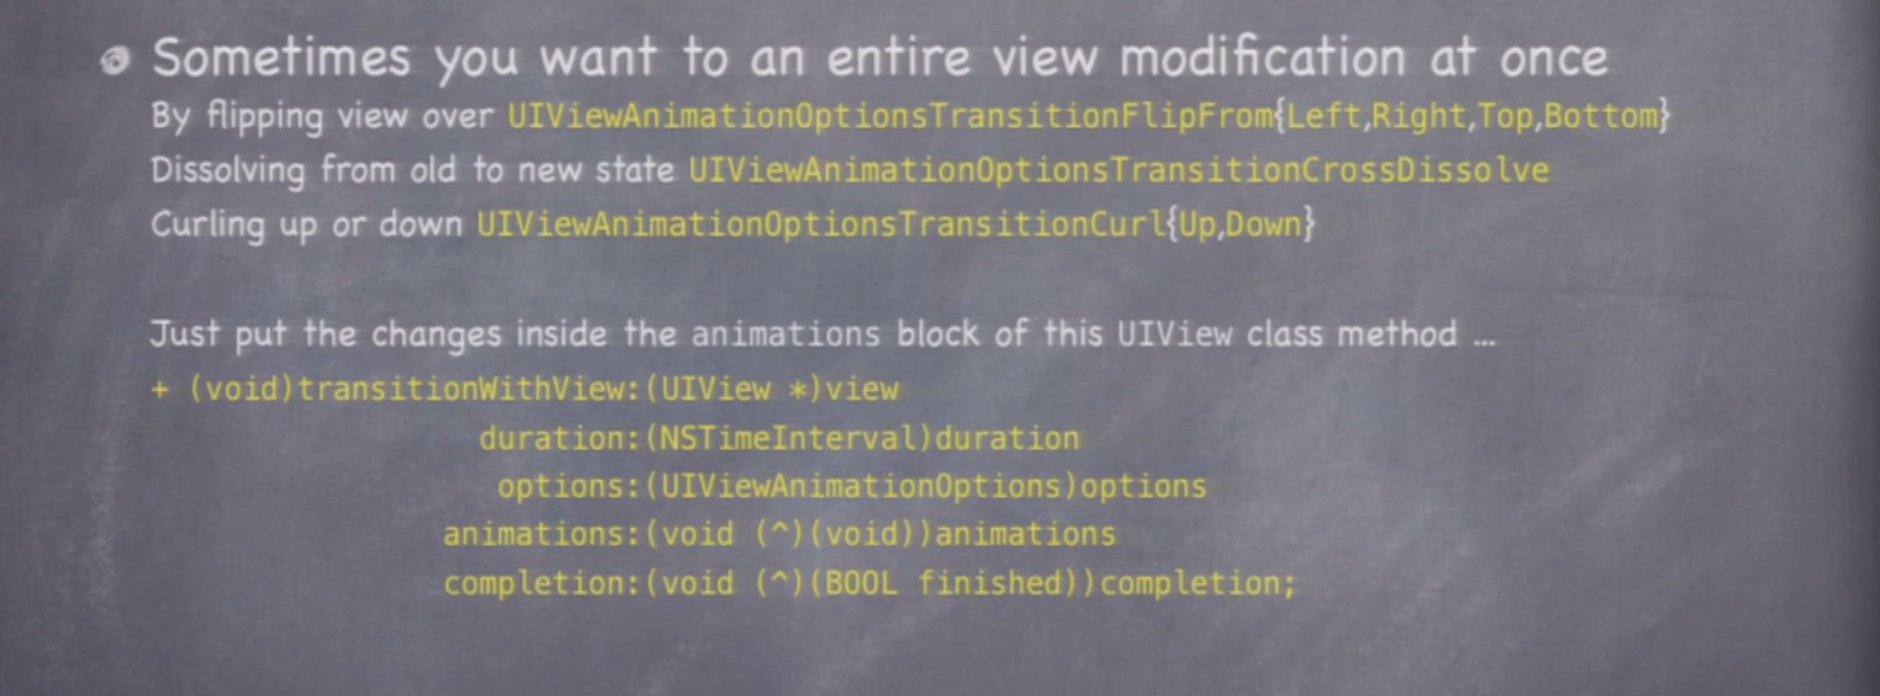 Sometimes you want to an entire view modification at once
By flipping view over UIViewAnimationOptionsTransitionFlipFrom{Left,Right,Top,Bottom}
Dissolving from old to new state UIViewAnimationOptionsTransitionCrossDissolve
Curling up or down UIViewAnimationOptionsTransitionCurl{Up,Down}
Just put the changes inside the animations block of this UIView class method ...
+ (void)transitionWithView:(UIView *)view
duration:(NSTimeInterval)duration
options:(UIViewAnimationOptions)options
animations:(void (^)(void))animations
completion:(void (^)(BOOL finished))completion;